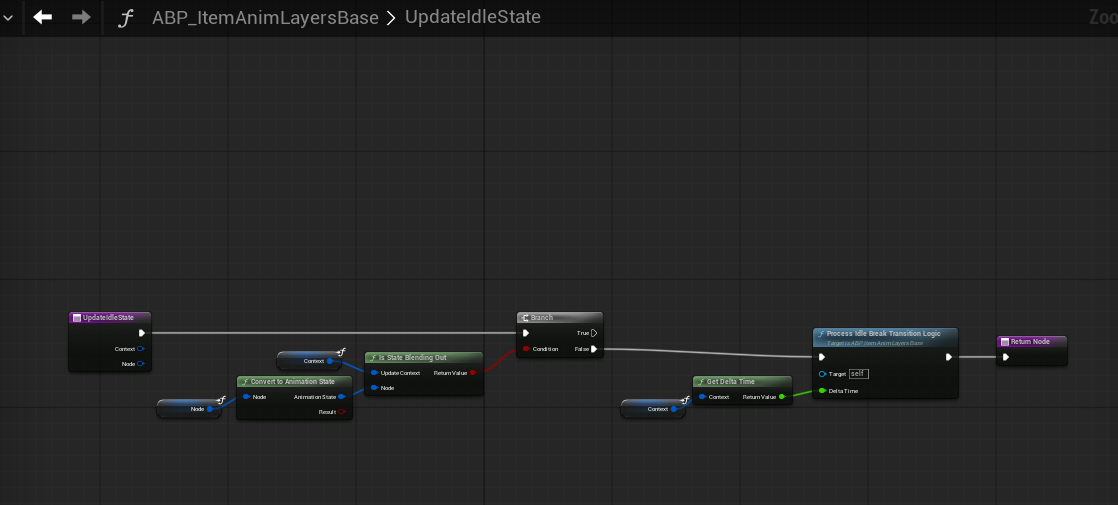 ABP_ItemAnimLayersBase > UpdateIdleState
Zoo
UpdateIdleState
Context
Node
Context
Node
Convert to Animation State
Node
Animation State
Result
Is State Blending Out
Update Context
Return Value
Node
Branch
True
Condition
False
Context
Get Delta Time
Context
Return Value
Process Idle Break Transition Logic
Target is ABP Item Anim Layers Base
Target
self
Delta Time
Return Node